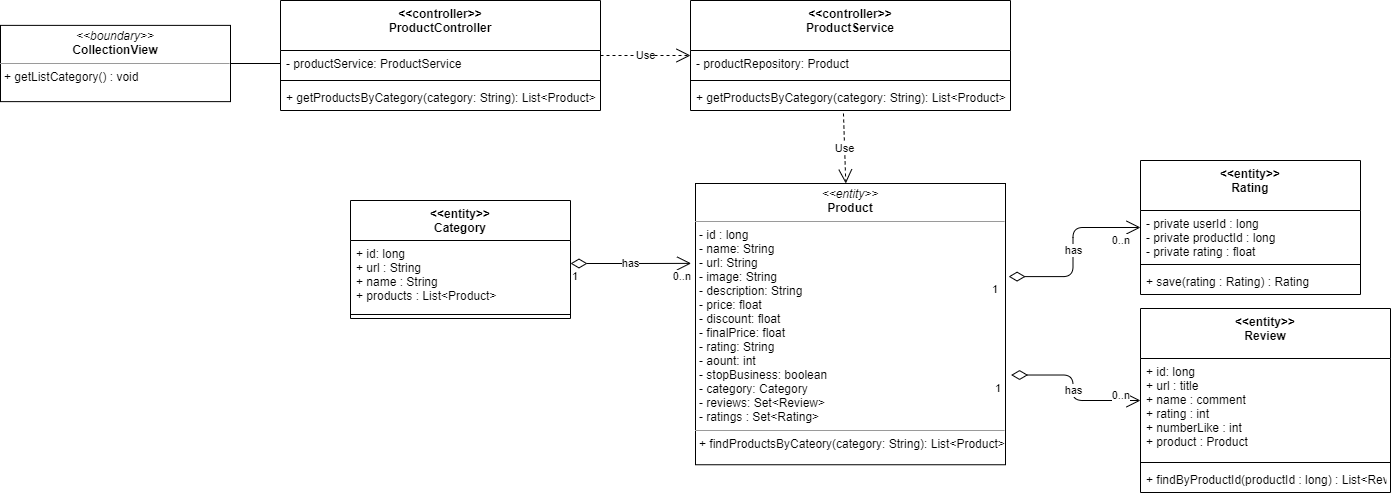 <<boundary>>
CollectionView
+ getListCategory() : void
<<controller>>
ProductController
- productService: ProductService
+ getProductsByCategory(category: String): List<Product>
Use
<<controller>>
ProductService
- productRepository: Product
+ getProductsByCategory(category: String): List<Product>
Use
<<entity>>
Category
+ id: long
+ url : String
+ name : String
+ products : List<Product>
1
has
0..n
<<entity>>
Product
- id : long
- name: String
- url: String
- image: String
- description: String
- price: float
- discount: float
- finalPrice: float
- rating: String
- aount: int
- stopBusiness: boolean
- category: Category
- reviews: Set<Review>
- ratings : Set<Rating>
+ findProductsByCateory(category: String): List<Product>
1
has
0..n
1
has
0..n
<<entity>>
Rating
- private userId : long
- private productId : long
- private rating : float
+ save(rating : Rating) : Rating
<<entity>>
Review
+ id: long
+ url : title
+ name : comment
+ rating : int
+ numberLike : int
+ product : Product
+ findByProductId(productId : long) : List<Rev